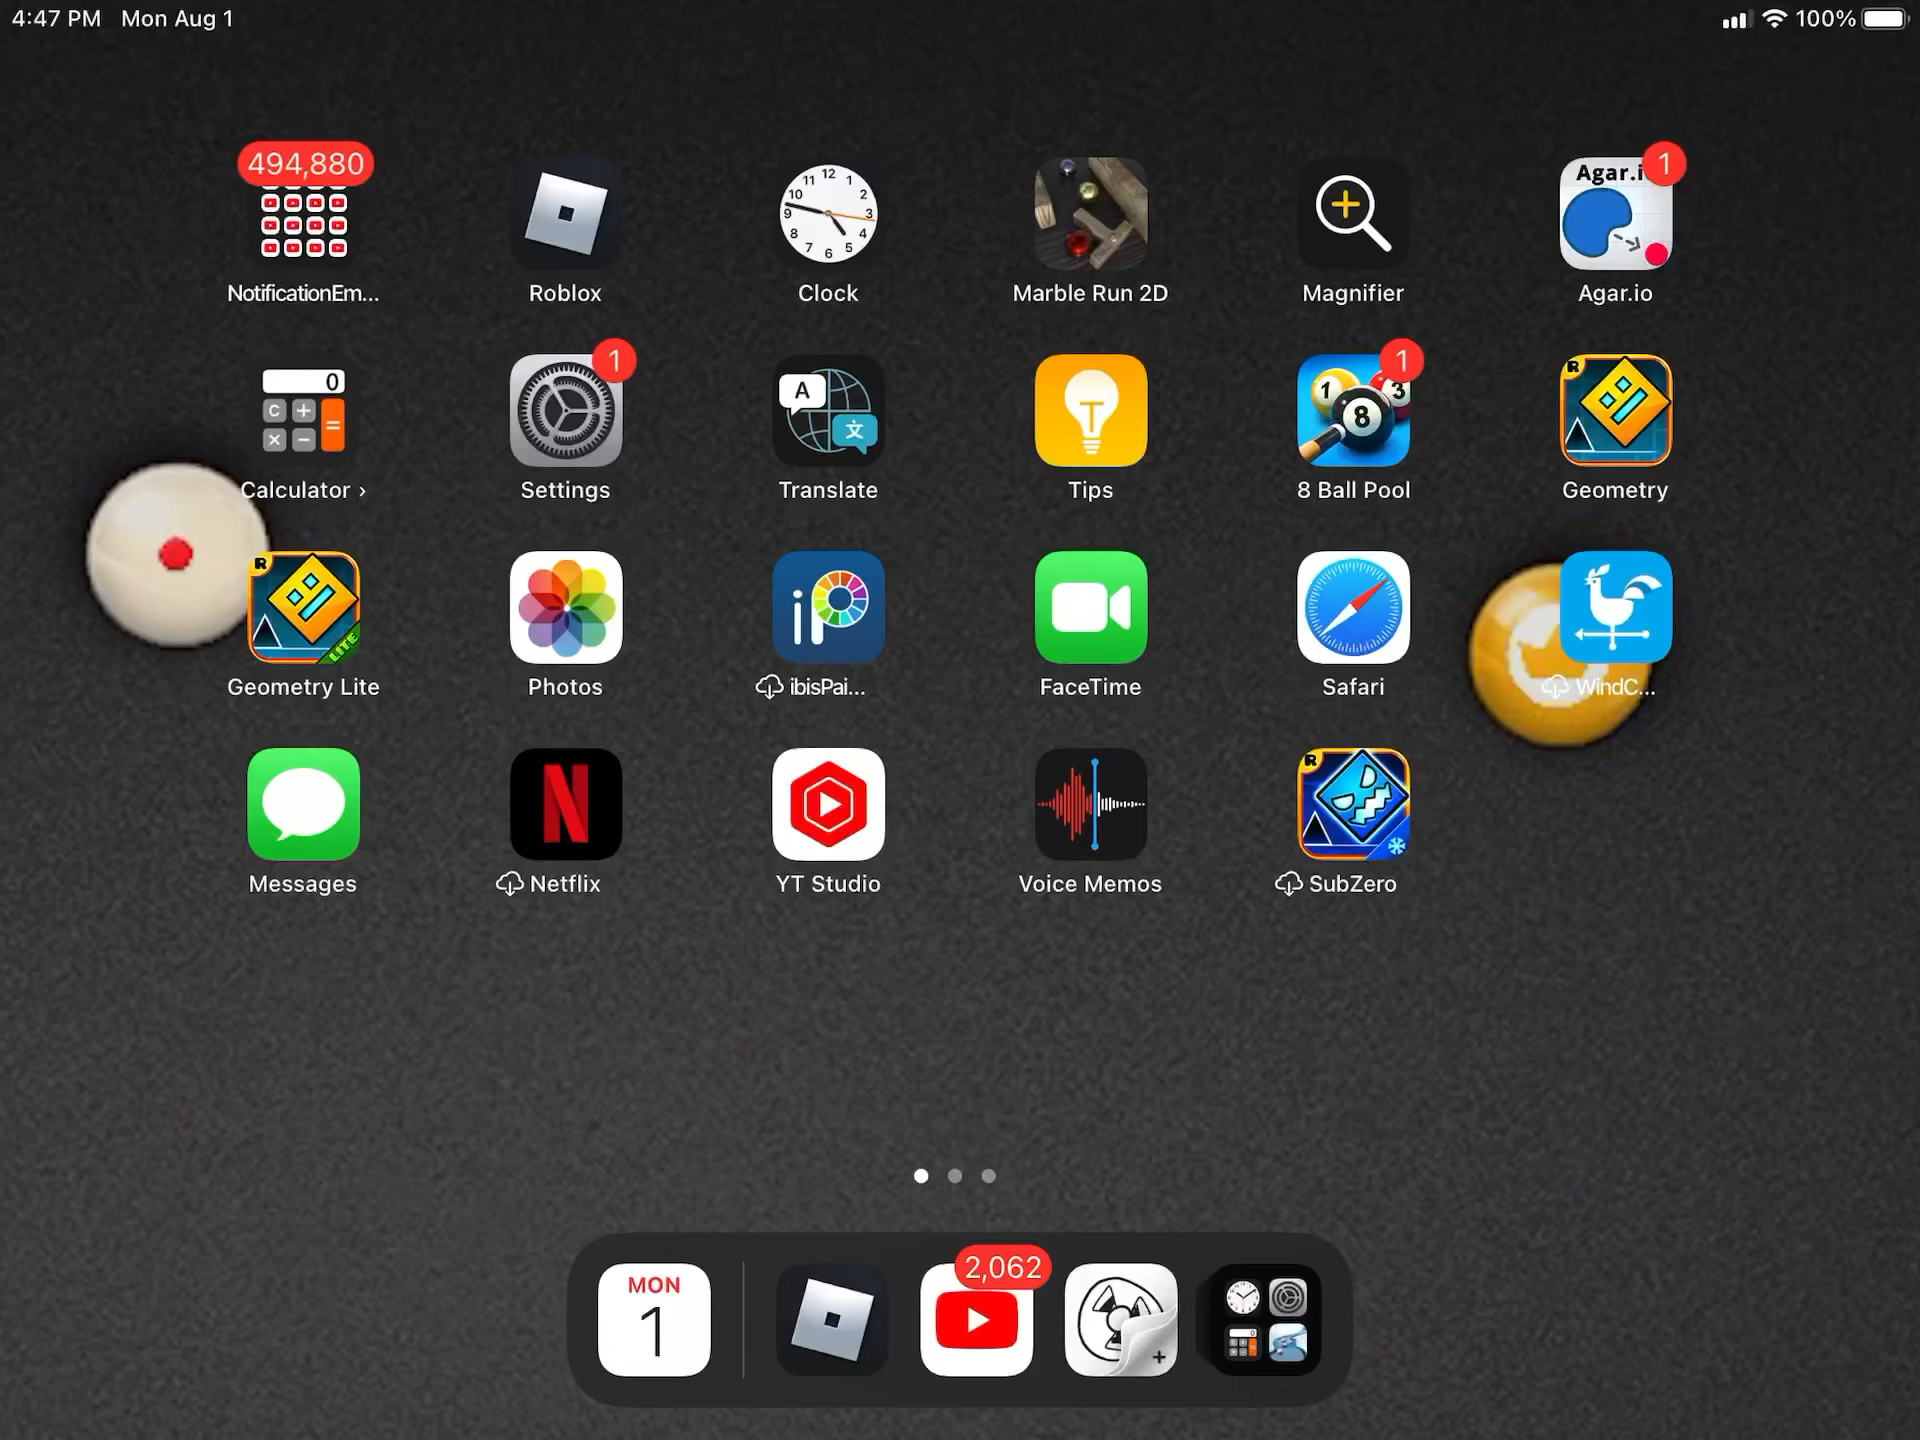 4:47 PM Mon Aug 1
100%
494,880
Agar.i
1
NotificationEm...
Roblox
Clock
Marble Run 2D
Magnifier
Agar.io
1
1
Calculator ›
Settings
Translate
Tips
8 Ball Pool
Geometry
LITE
Geometry Lite
Photos
ibisPai...
FaceTime
Safari
WindC...
Messages
Netflix
YT Studio
Voice Memos
SubZero
MON
1
2,062